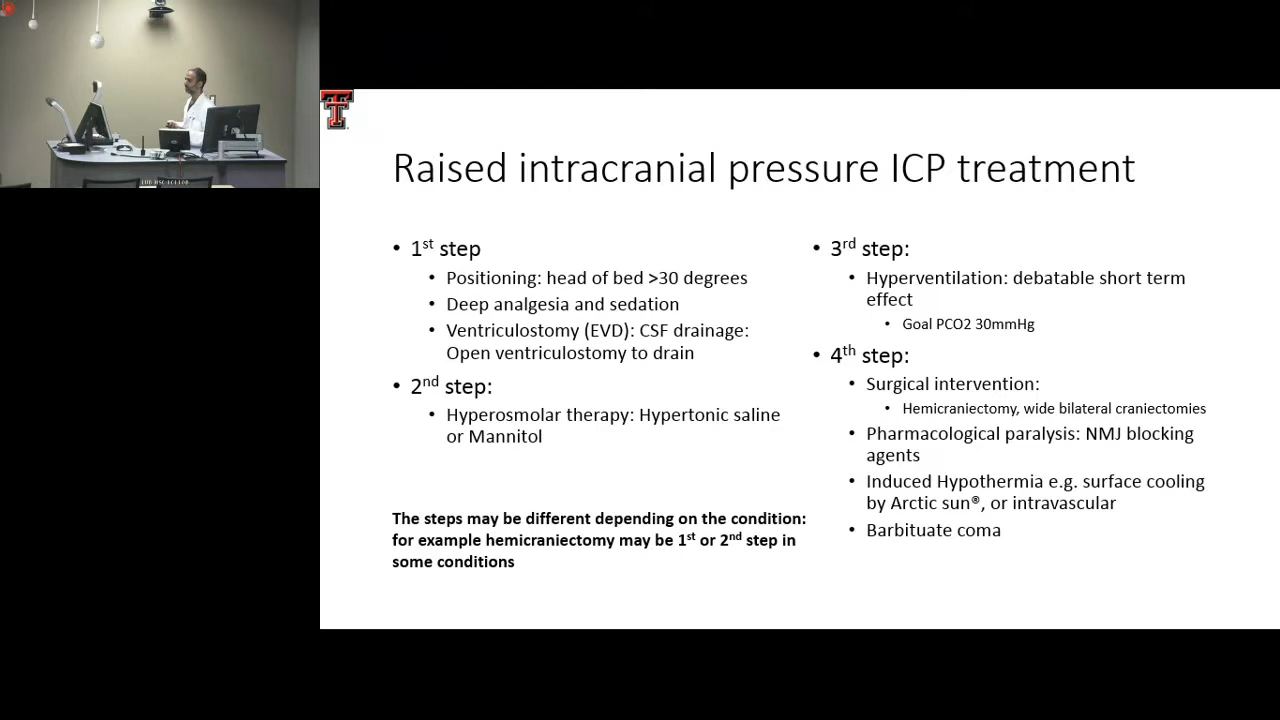 Raised intracranial pressure ICP treatment
• 1st step
• Positioning: head of bed >30 degrees
• Deep analgesia and sedation
• Ventriculostomy (EVD): CSF drainage:
Open ventriculostomy to drain
• 2nd step:
• Hyperosmolar therapy: Hypertonic saline
or Mannitol
The steps may be different depending on the condition:
for example hemicraniectomy may be 1st or 2nd step in
some conditions
• 3rd step:
• Hyperventilation: debatable short term
effect
• Goal PCO2 30mmHg
• 4th step:
• Surgical intervention:
• Hemicraniectomy, wide bilateral craniectomies
• Pharmacological paralysis: NMJ blocking
agents
• Induced Hypothermia e.g. surface cooling
by Arctic sun®, or intravascular
• Barbituate coma